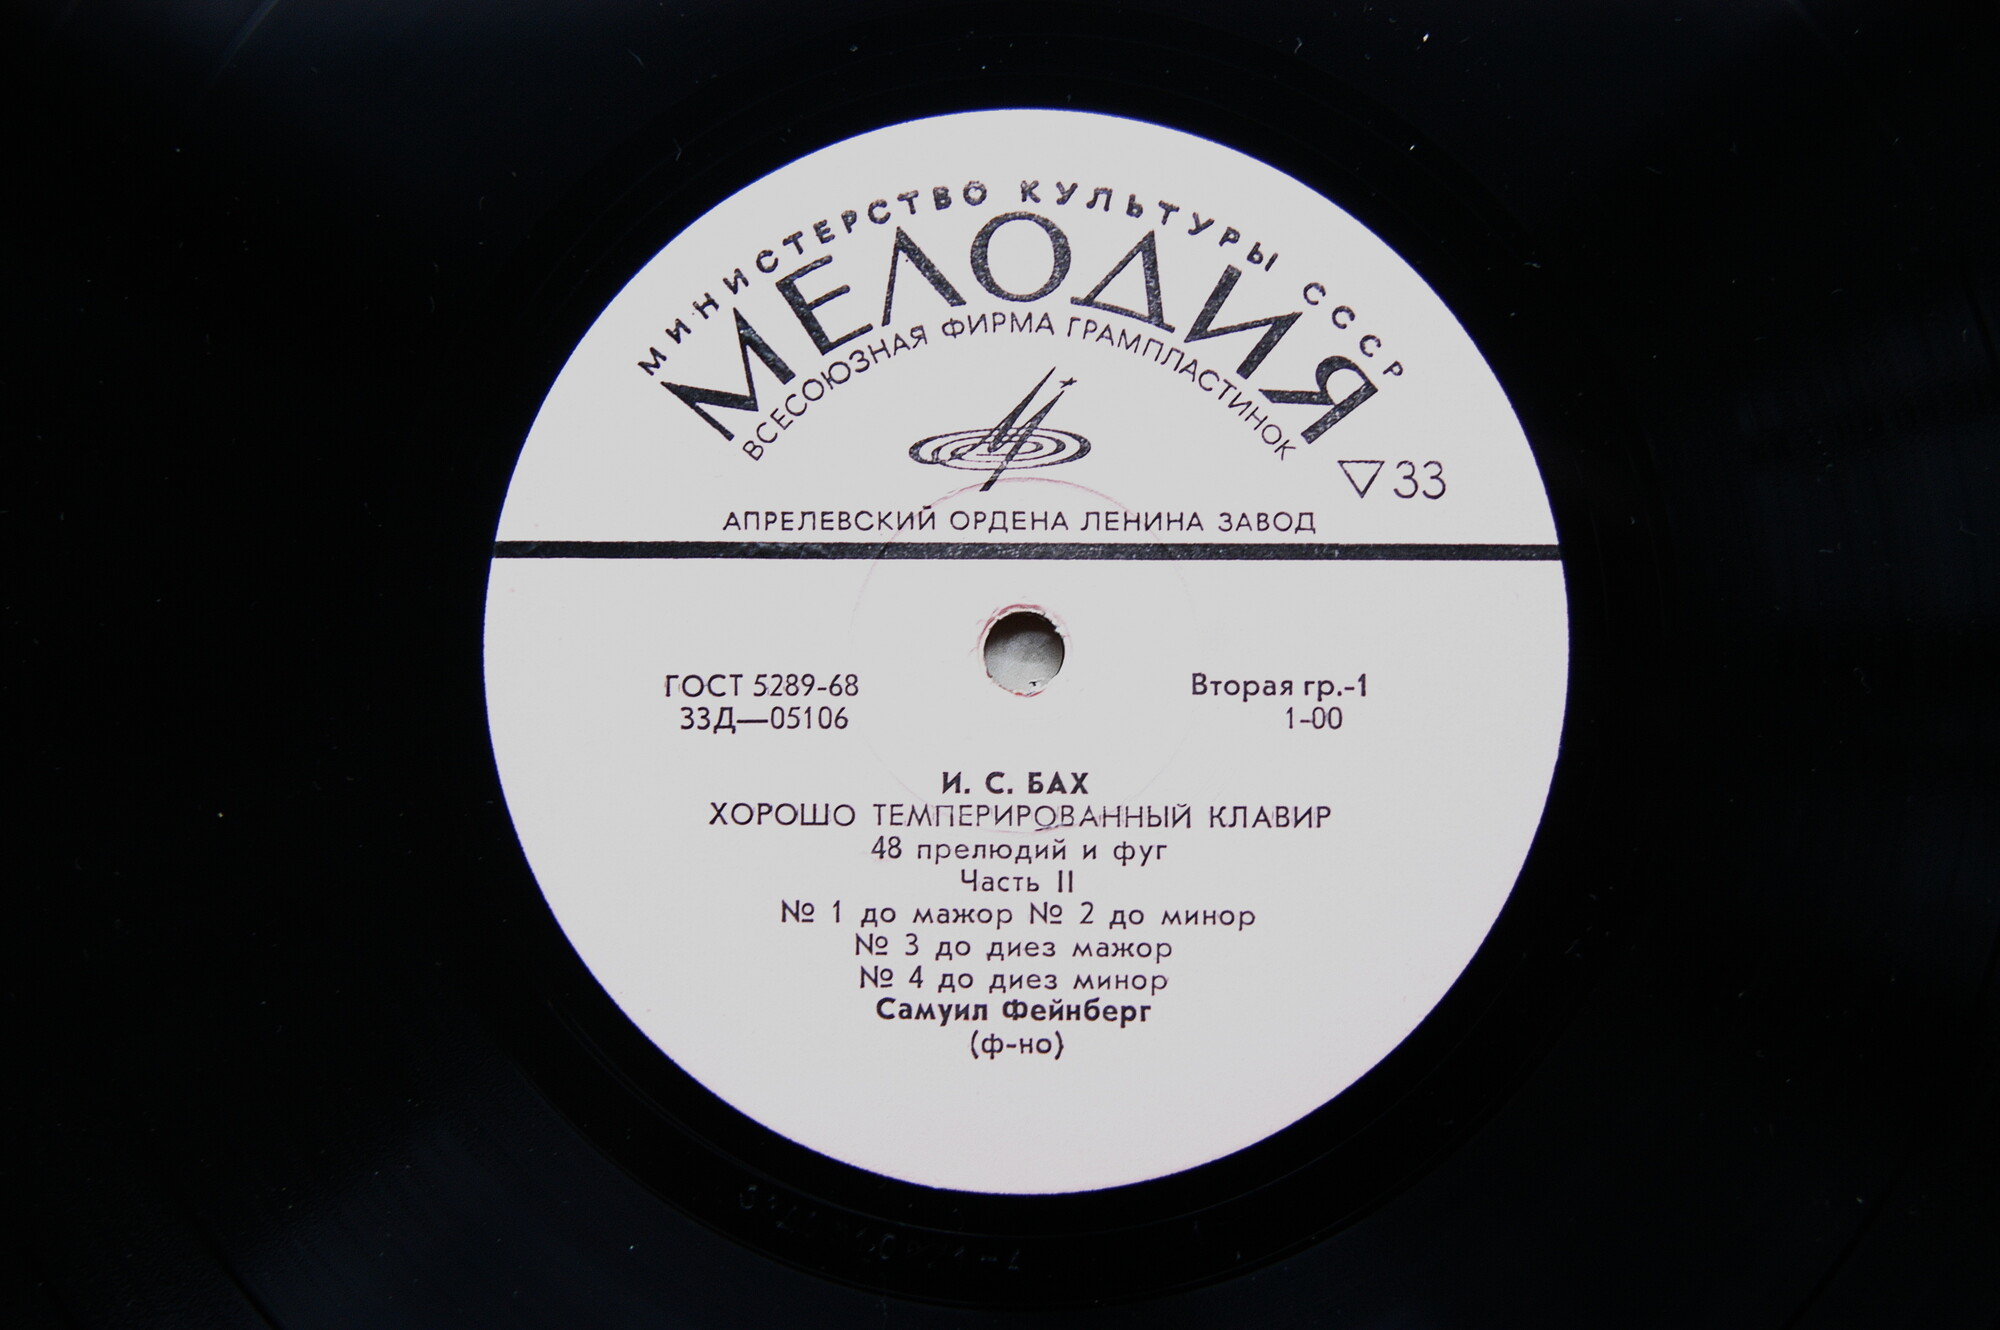 МИНИСТЕРСТВО КУЛЬТУРЫ СССР
МЕЛОДИЯ
ВСЕСОЮЗНАЯ ФИРМА ГРАМПЛАСТИНОК
▽33
АПРЕЛЕВСКИЙ ОРДЕНА ЛЕНИНА ЗАВОД
ГОСТ 5289-68
33Д—05106
Вторая гр.-1
1-00
И. С. БАХ
ХОРОШО ТЕМПЕРИРОВАННЫЙ КЛАВИР
48 прелюдий и фуг
Часть II
№ 1 до мажор № 2 до минор
№ 3 до диез мажор
№ 4 до диез минор
Самуил Фейнберг
(ф-но)